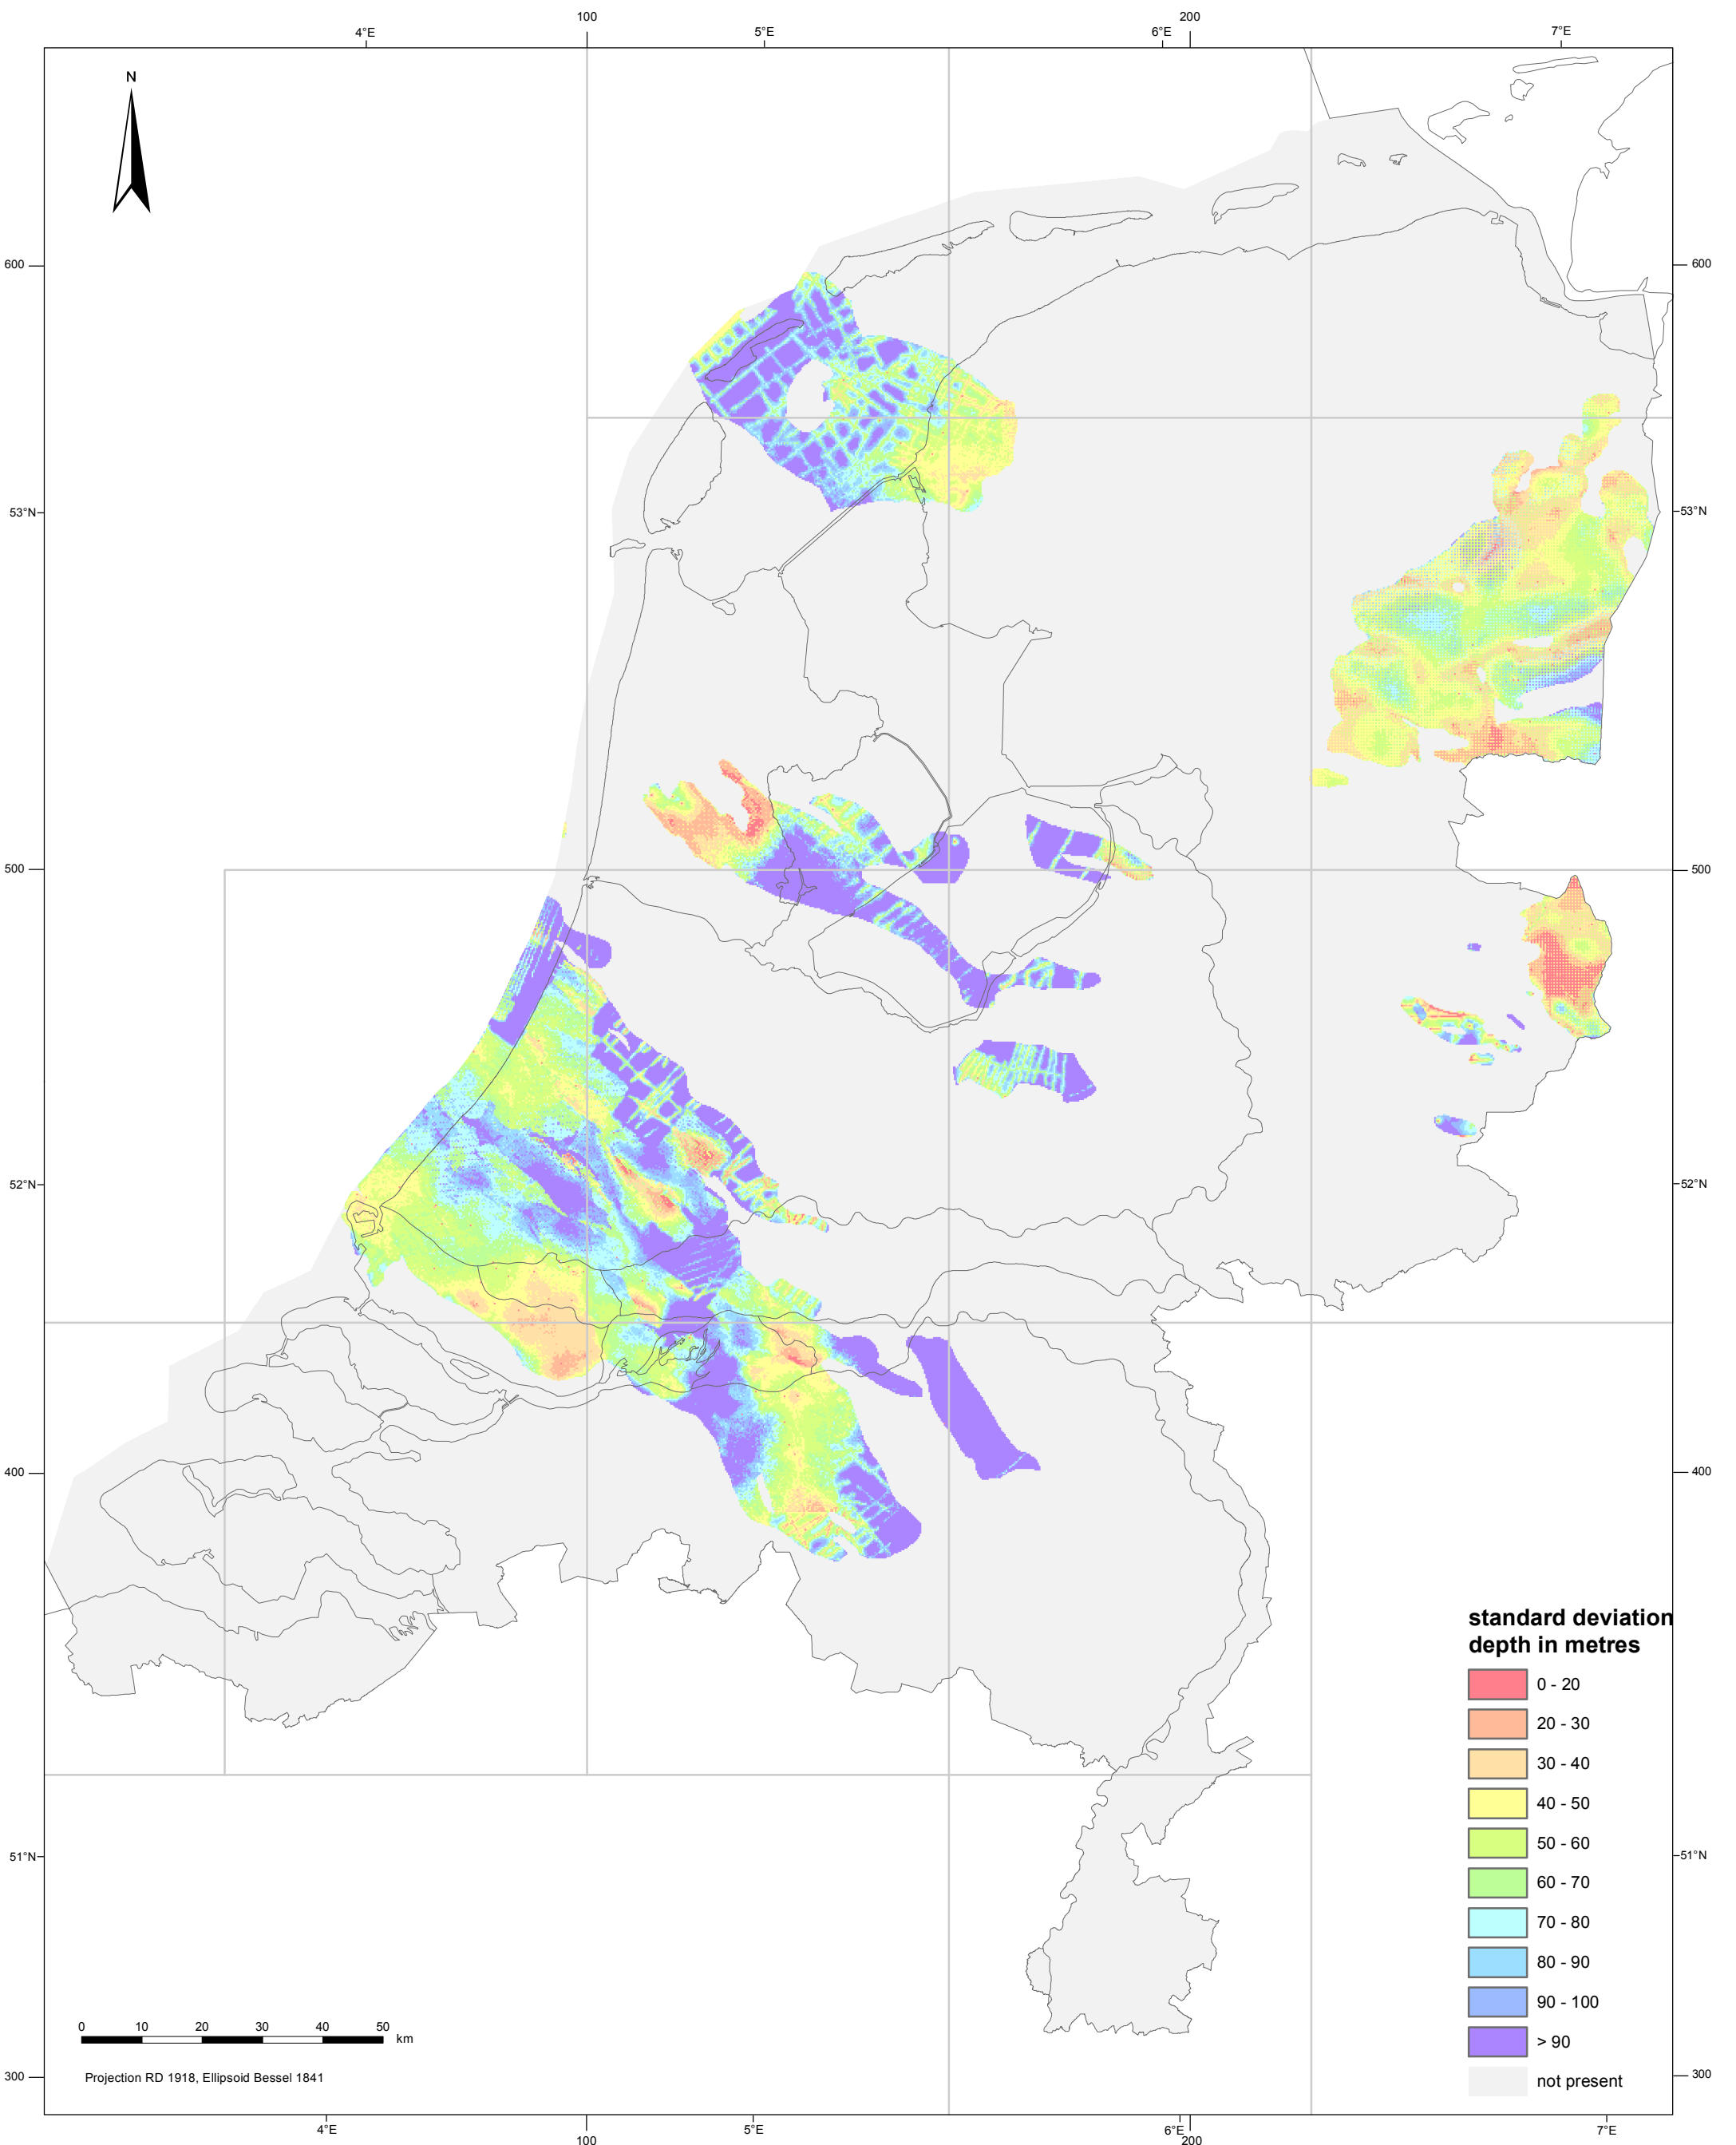 100
200
4°E
5°E
6°E
7°E
N
600
600
53°N
53°N
500
500
52°N
52°N
400
400
standard deviation
depth in metres
0 - 20
20 - 30
30 - 40
40 - 50
51°N
50 - 60
51°N
60 - 70
70 - 80
80 - 90
90 - 100
0 10 20 30 40 50 km
> 90
Projection RD 1918, Ellipsoid Bessel 1841
300
not present
300
4°E
5°E
6°E
7°E
100
200